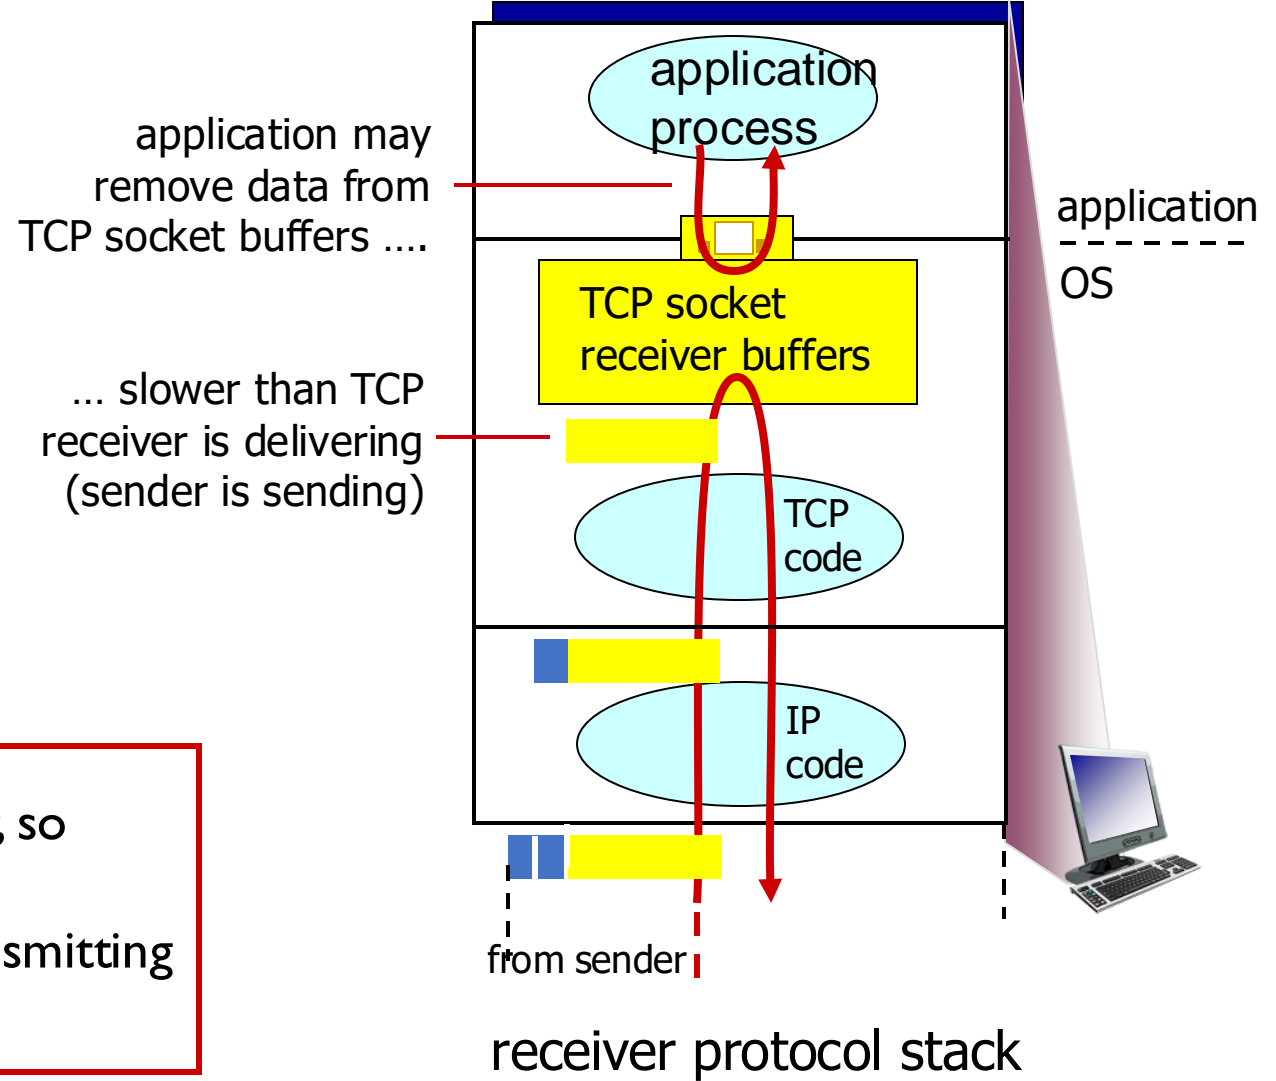 application
process
application may
remove data from
TCP socket buffers ….
application
OS
TCP socket
receiver buffers
… slower than TCP
receiver is delivering
(sender is sending)
TCP
code
IP
code
, so
smitting
from sender
receiver protocol stack